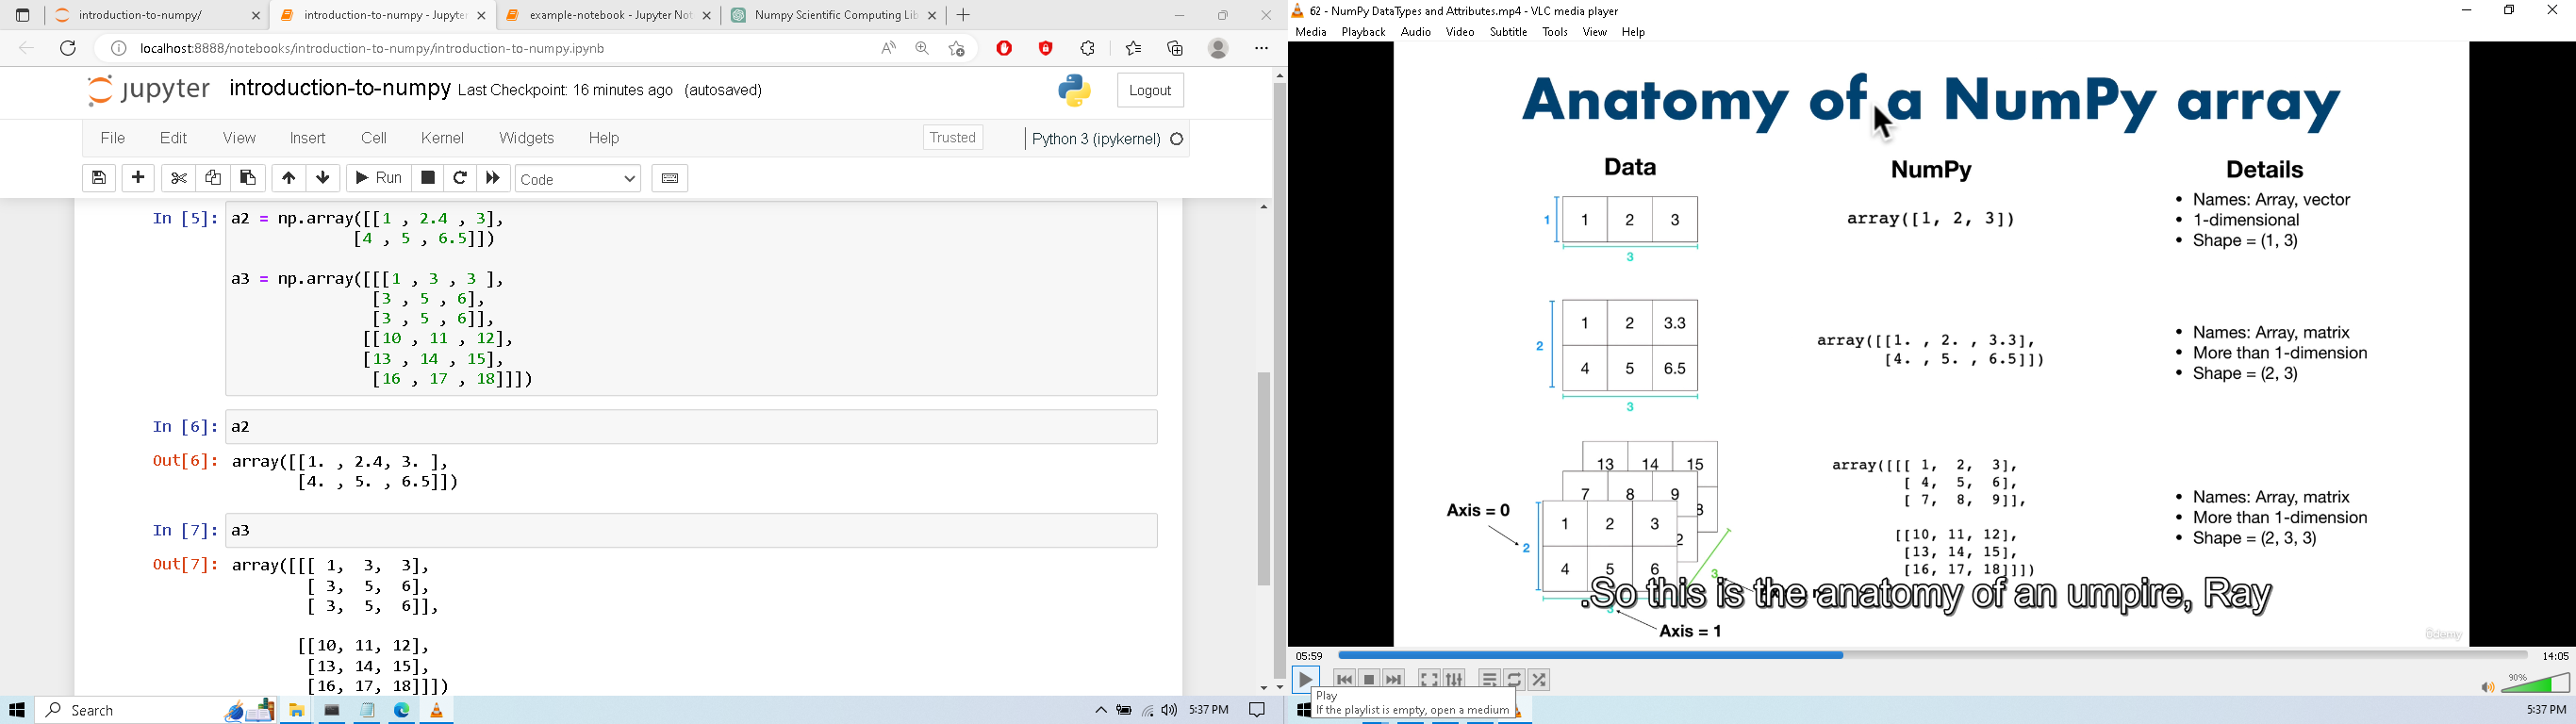 introduction-to-numpy/
introduction-to-numpy - Jupyter
example-notebook - Jupyter Not
Numpy Scientific Computing Lib
localhost:8888/notebooks/introduction-to-numpy/introduction-to-numpy.ipynb
jupyter introduction-to-numpy Last Checkpoint: 16 minutes ago (autosaved)
Logout
File Edit View Insert Cell Kernel Widgets Help
Trusted
Python 3 (ipykernel)
Run
Code
In [5]: a2 = np.array([[1 , 2.4 , 3],
[4 , 5 , 6.5]])
a3 = np.array([[[1 , 3 , 3 ],
[3 , 5 , 6],
[3 , 5 , 6]],
[[10 , 11 , 12],
[13 , 14 , 15],
[16 , 17 , 18]]])
In [6]: a2
Out[6]: array([[1. , 2.4, 3. ],
[4. , 5. , 6.5]])
In [7]: a3
Out[7]: array([[[ 1, 3, 3],
[ 3, 5, 6],
[ 3, 5, 6]],
[[10, 11, 12],
[13, 14, 15],
[16, 17, 18]]])
Search
5:37 PM
62 - NumPy DataTypes and Attributes.mp4 - VLC media player
Media Playback Audio Video Subtitle Tools View Help
Anatomy of a NumPy array
Data
NumPy
Details
1
1 2 3
3
array([1, 2, 3])
• Names: Array, vector
• 1-dimensional
• Shape = (1, 3)
2
1 2 3.3
4 5 6.5
3
array([[1. , 2. , 3.3],
[4. , 5. , 6.5]])
• Names: Array, matrix
• More than 1-dimension
• Shape = (2, 3)
13 14 15
7 8 9
8
Axis = 0
1 2 3
2
2
4 5 6
3
3
Axis = 1
array([[[ 1, 2, 3],
[ 4, 5, 6],
[ 7, 8, 9]],
[[10, 11, 12],
[13, 14, 15],
[16, 17, 18]]])
• Names: Array, matrix
• More than 1-dimension
• Shape = (2, 3, 3)
.So this is the anatomy of an umpire, Ray
ûdemy
05:59
14:05
90%
Play
If the playlist is empty, open a medium
5:37 PM